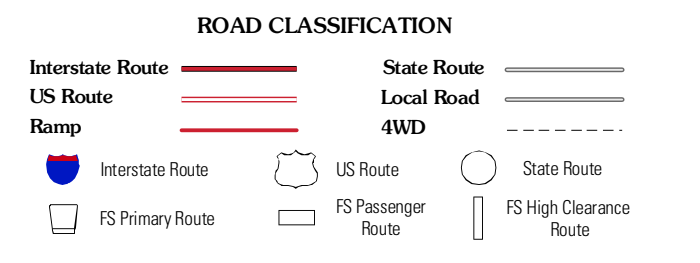 ROAD CLASSIFICATION
Interstate Route
State Route
US Route
Local Road
Ramp
4WD
Interstate Route
US Route
State Route
FS Primary Route
FS Passenger
Route
FS High Clearance
Route